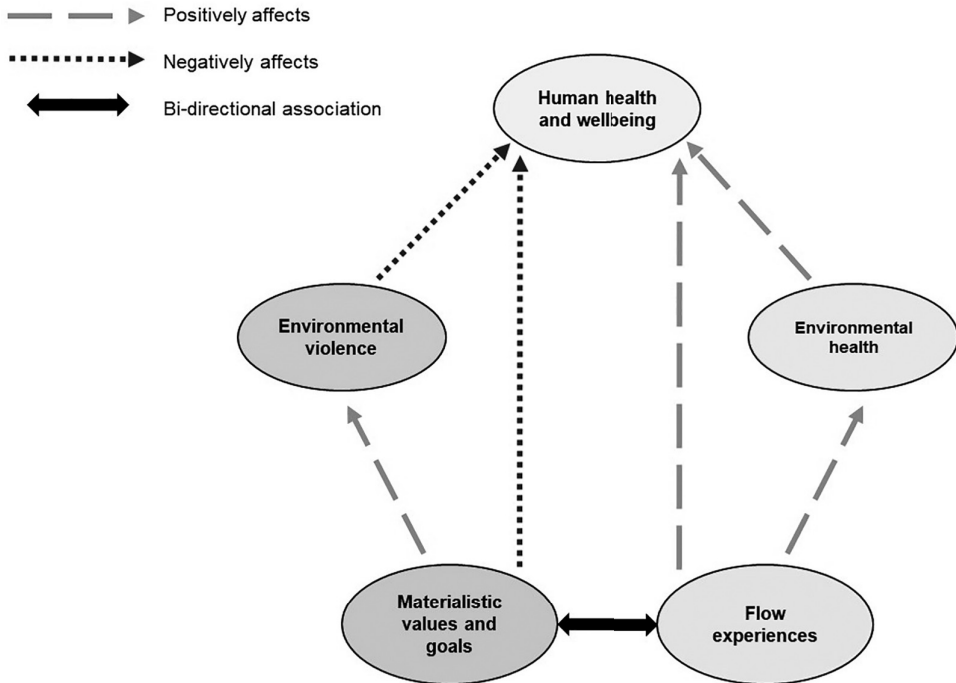 Positively affects
Negatively affects
Bi-directional association
Human health
and wellbeing
Environmental
violence
Environmental
health
Materialistic
values and
goals
Flow
experiences